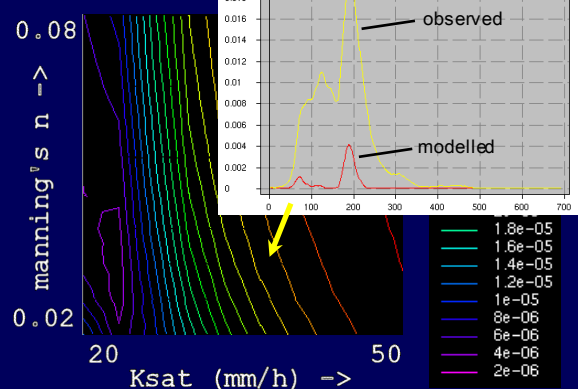 0.08
manning's n ->
0.02
20
50
Ksat (mm/h) ->
0.016
0.014
0.012
0.01
0.008
0.006
0.004
0.002
0
0 100 200 300 400 500 600 700
observed
modelled
1.8e-05
1.6e-05
1.4e-05
1.2e-05
1e-05
8e-06
6e-06
4e-06
2e-06